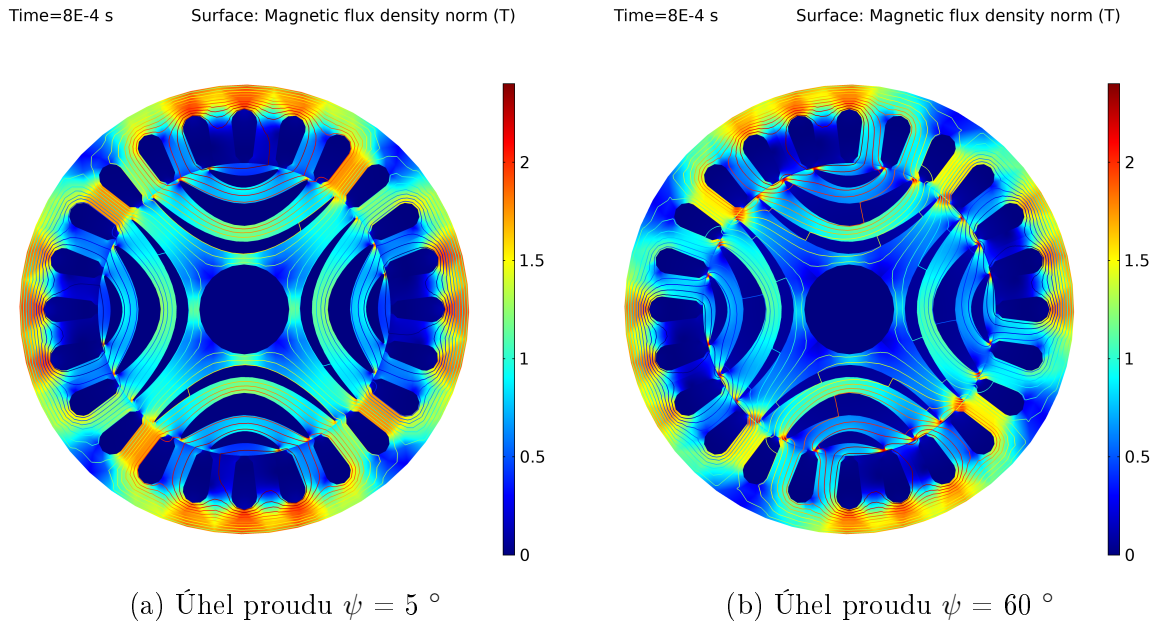 Time=8E-4 s Surface: Magnetic flux density norm (T)
2
1.5
1
0.5
0
(a) Úhel proudu ψ = 5 °
Time=8E-4 s Surface: Magnetic flux density norm (T)
2
1.5
1
0.5
0
(b) Úhel proudu ψ = 60 °